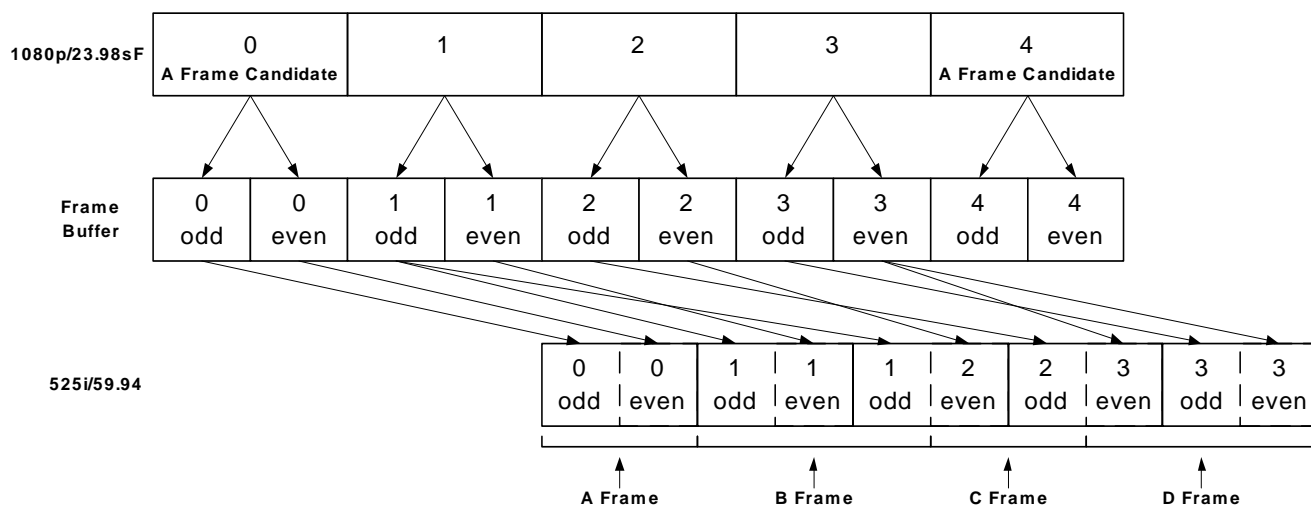 1080p/23.98sF
0 1 2 3 4
A Frame Candidate A Frame Candidate
Frame
Buffer
0 0 1 1 2 2 3 3 4 4
odd even odd even odd even odd even odd even
525i/59.94
0 0 1 1 1 2 2 3 3 3
odd even odd even odd even odd even odd even
A Frame B Frame C Frame D Frame